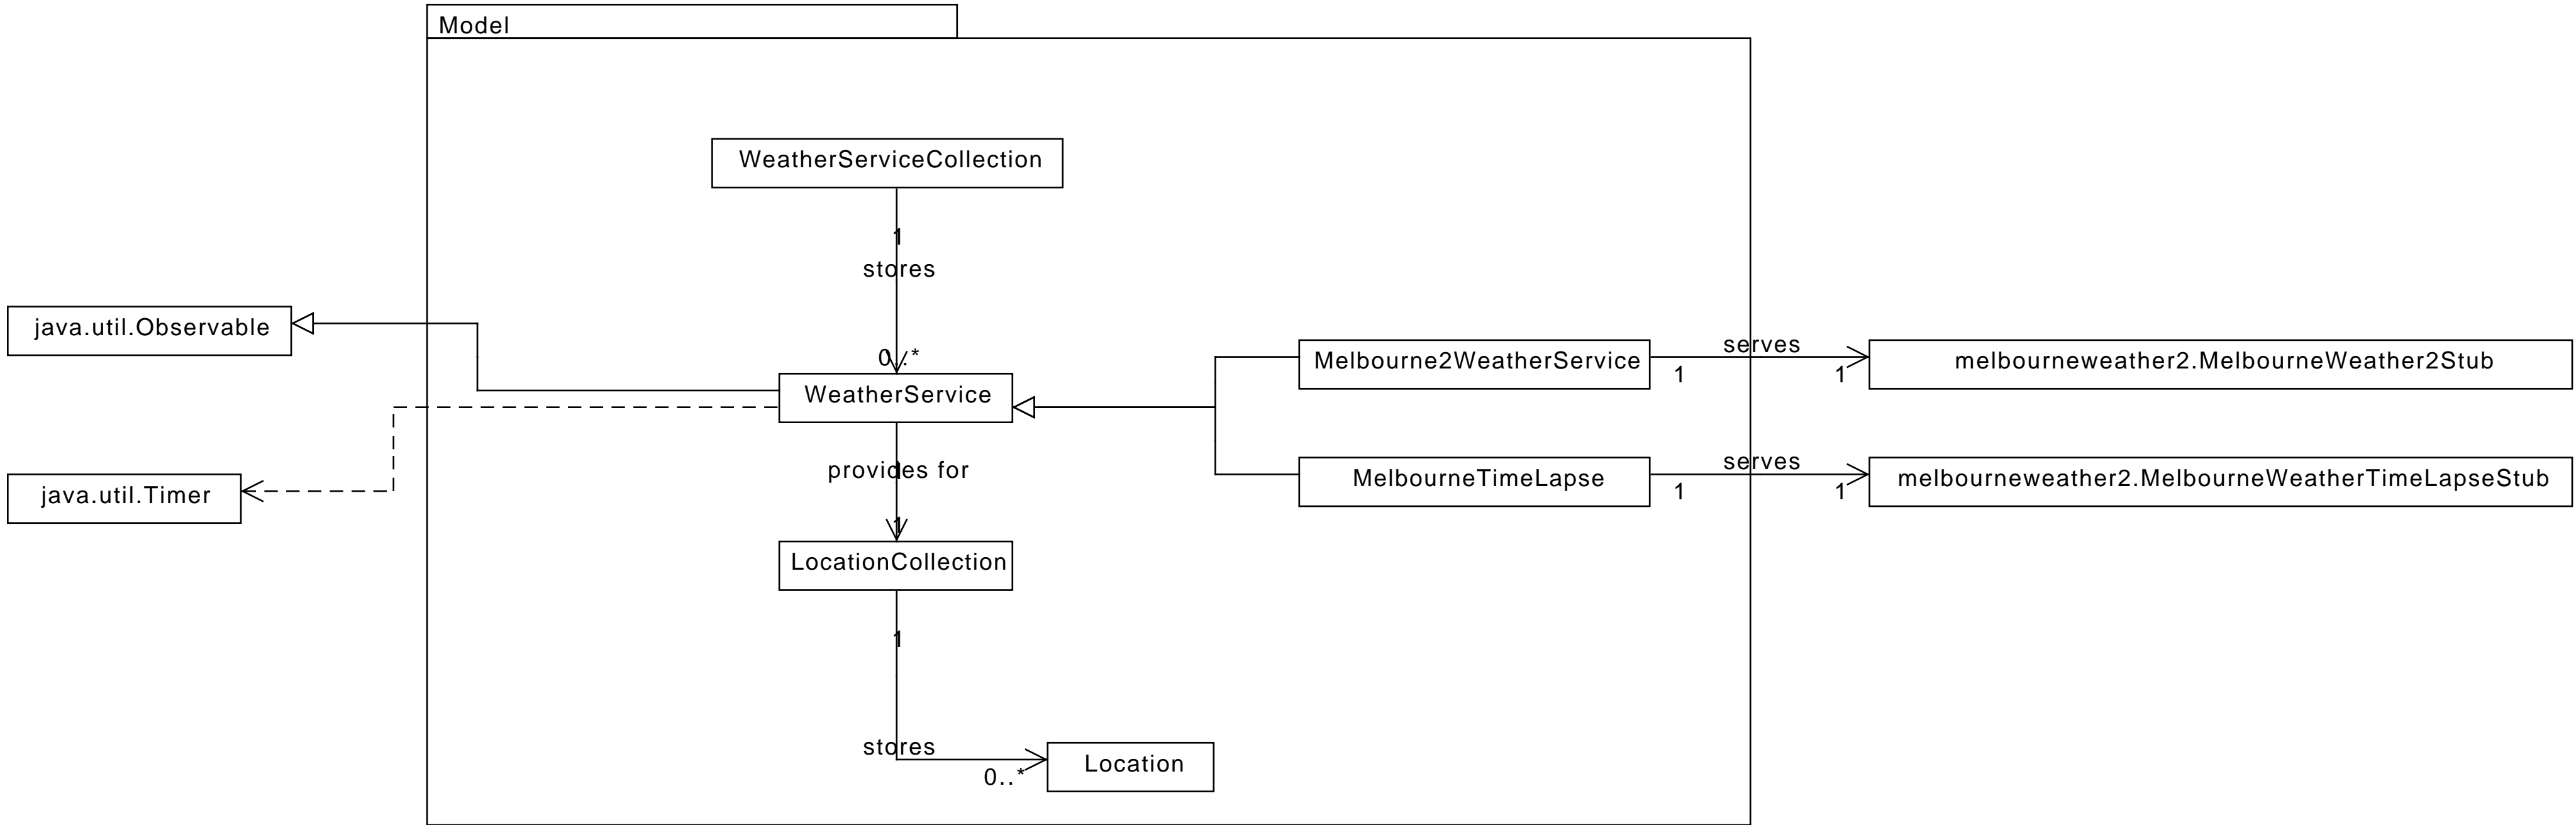 Model
WeatherServiceCollection
1
stores
0..*
java.util.Observable
WeatherService
java.util.Timer
provides for
1
LocationCollection
1
stores
0..*
Location
Melbourne2WeatherService
serves
1
1
melbourneweather2.MelbourneWeather2Stub
MelbourneTimeLapse
serves
1
1
melbourneweather2.MelbourneWeatherTimeLapseStub